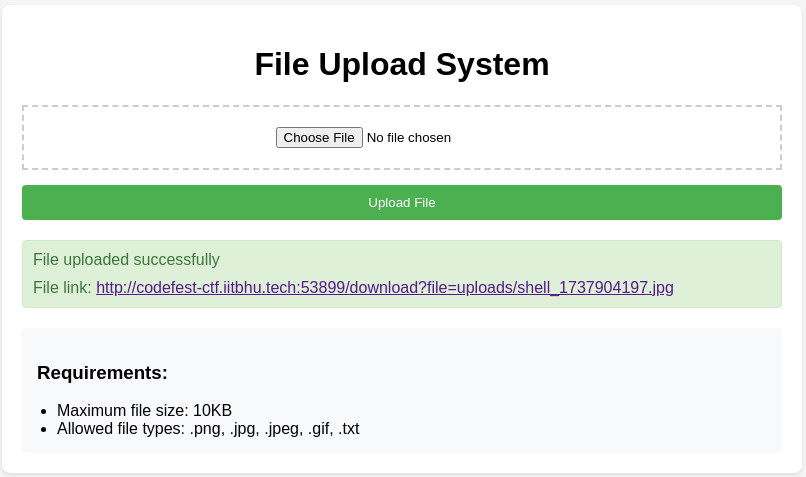 File Upload System
Choose File No file chosen
Upload File
File uploaded successfully
File link: http://codefest-ctf.iitbhu.tech:53899/download?file=uploads/shell_1737904197.jpg
Requirements:
Maximum file size: 10KB
Allowed file types: .png, .jpg, .jpeg, .gif, .txt